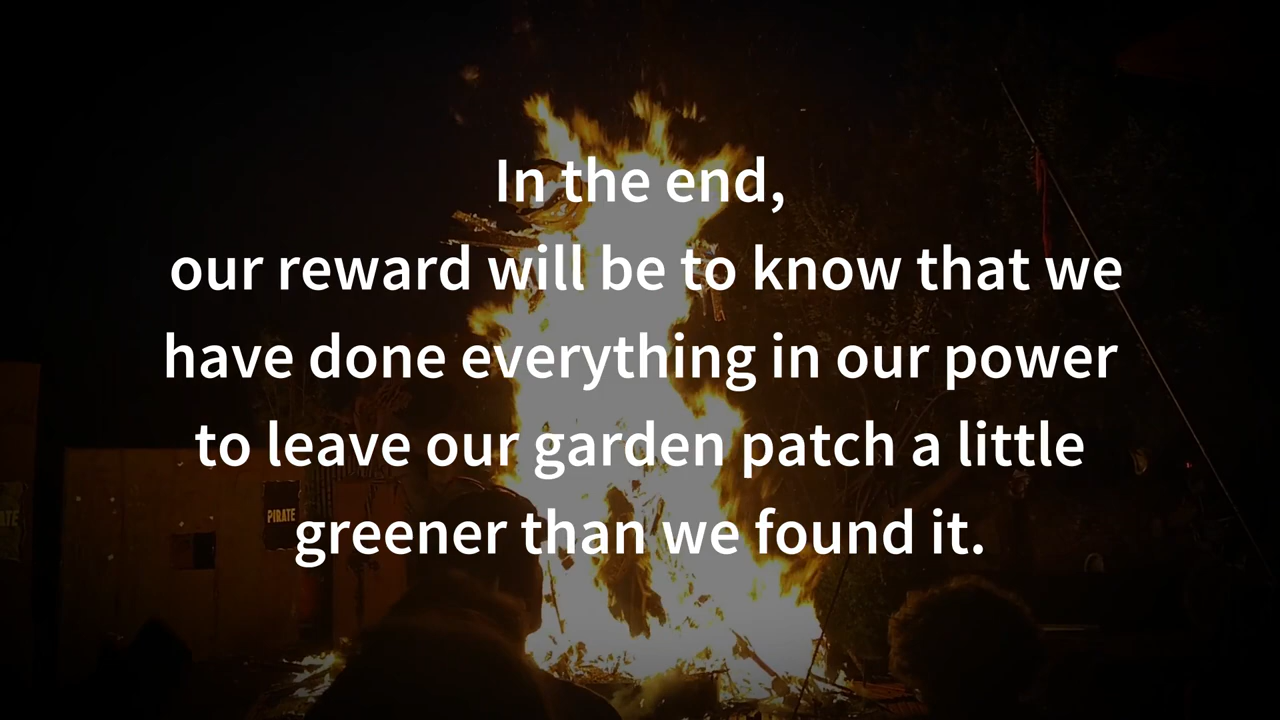 In the end,
our reward will be to know that we
have done everything in our power
to leave our garden patch a little
greener than we found it.
PIRATE